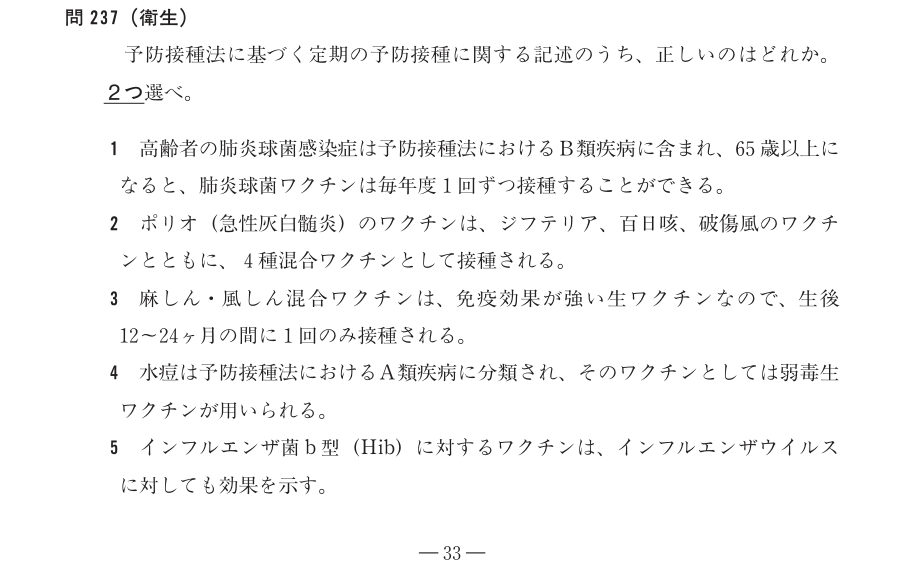 問 237（衛生）
予防接種法に基づく定期の予防接種に関する記述のうち、正しいのはどれか。
２つ選べ。
1　高齢者の肺炎球菌感染症は予防接種法におけるＢ類疾病に含まれ、65 歳以上に
なると、肺炎球菌ワクチンは毎年度１回ずつ接種することができる。
2　ポリオ（急性灰白髄炎）のワクチンは、ジフテリア、百日咳、破傷風のワクチ
ンとともに、４種混合ワクチンとして接種される。
3　麻しん・風しん混合ワクチンは、免疫効果が強い生ワクチンなので、生後
12～24ヶ月の間に１回のみ接種される。
4　水痘は予防接種法におけるＡ類疾病に分類され、そのワクチンとしては弱毒生
ワクチンが用いられる。
5　インフルエンザ菌ｂ型（Hib）に対するワクチンは、インフルエンザウイルス
に対しても効果を示す。
— 33 —